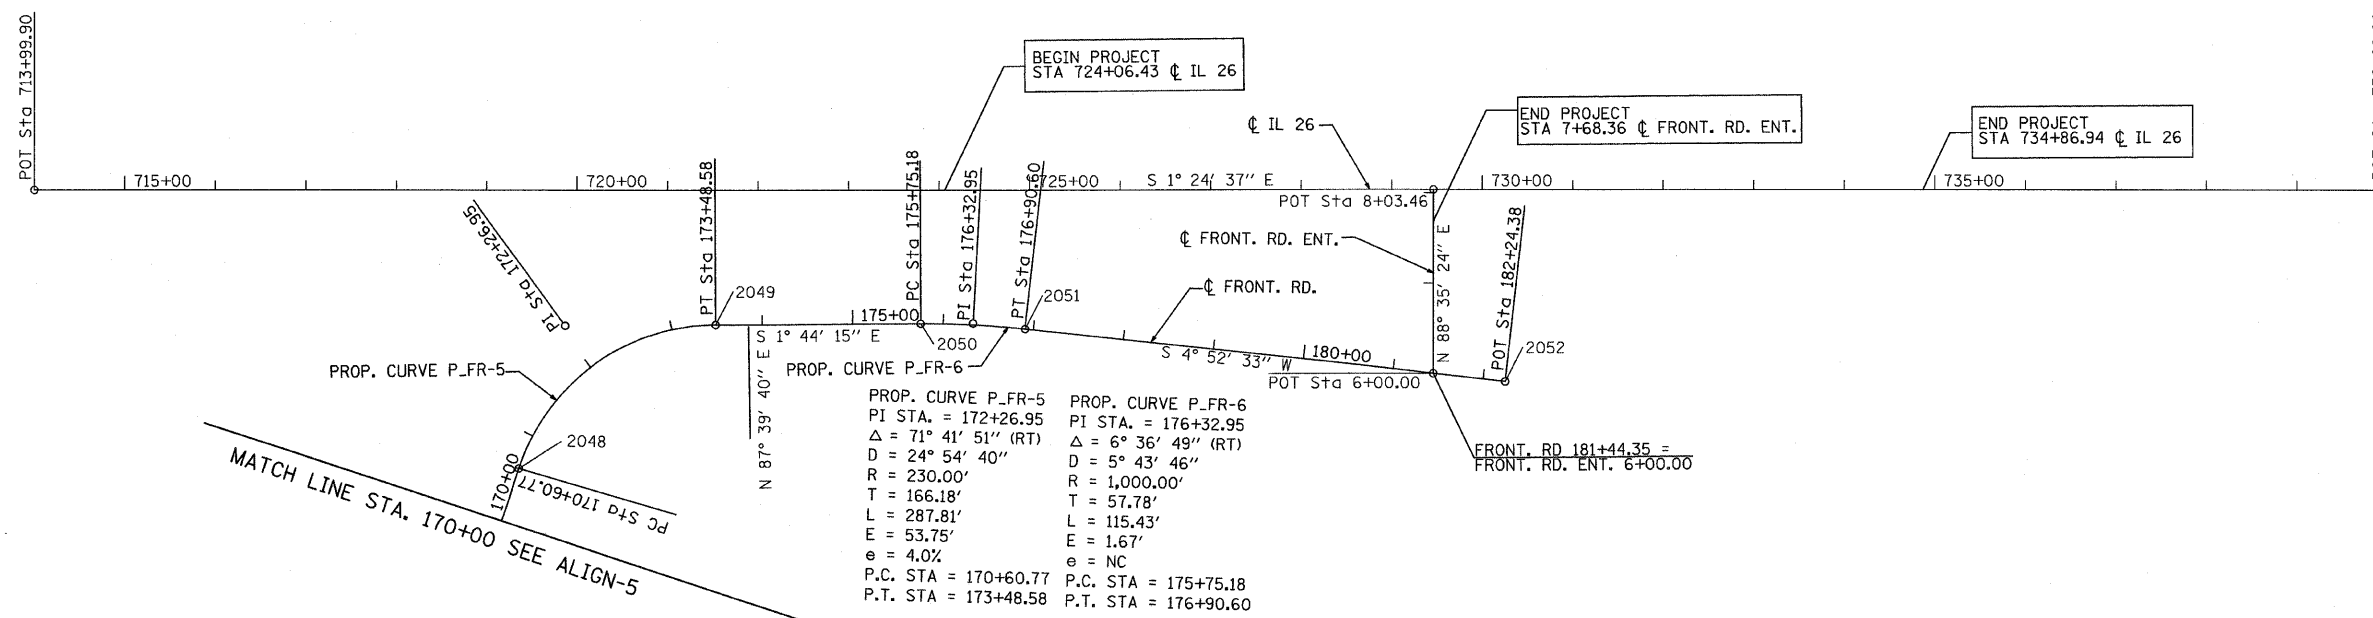 POT Sta 713+99.90
BEGIN PROJECT
STA 724+06.43 ℄ IL 26
℄ IL 26
END PROJECT
STA 7+68.36 ℄ FRONT. RD. ENT.
END PROJECT
STA 734+86.94 ℄ IL 26
715+00
720+00
725+00
S 1° 24' 37" E
730+00
735+00
PI Sta 172+26.95
PT Sta 173+48.58
PC Sta 175+75.18
PI Sta 176+32.95
PT Sta 176+90.60
POT Sta 8+03.46
℄ FRONT. RD. ENT.
N 88° 35' 24" E
POT Sta 182+24.38
2049
175+00
2051
℄ FRONT. RD.
S 1° 44' 15" E
2050
S 4° 52' 33" W
180+00
2052
PROP. CURVE P_FR-5
N 87° 39' 40" E
PROP. CURVE P_FR-6
POT Sta 6+00.00
2048
170+00
PC Sta 170+60.77
MATCH LINE STA. 170+00 SEE ALIGN-5
PROP. CURVE P_FR-5
PI STA. = 172+26.95
Δ = 71° 41' 51" (RT)
D = 24° 54' 40"
R = 230.00'
T = 166.18'
L = 287.81'
E = 53.75'
e = 4.0%
P.C. STA = 170+60.77
P.T. STA = 173+48.58
PROP. CURVE P_FR-6
PI STA. = 176+32.95
Δ = 6° 36' 49" (RT)
D = 5° 43' 46"
R = 1,000.00'
T = 57.78'
L = 115.43'
E = 1.67'
e = NC
P.C. STA = 175+75.18
P.T. STA = 176+90.60
FRONT. RD 181+44.35 =
FRONT. RD. ENT. 6+00.00